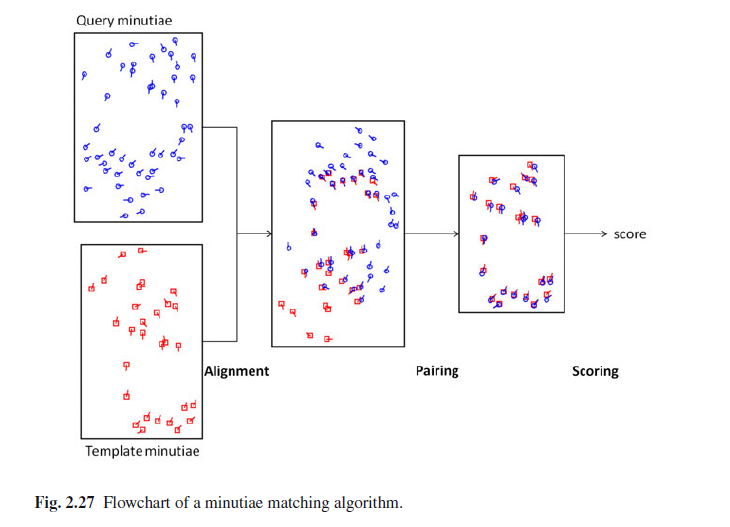 Query minutiae
Template minutiae
Alignment
Pairing
Scoring
score
Fig. 2.27 Flowchart of a minutiae matching algorithm.